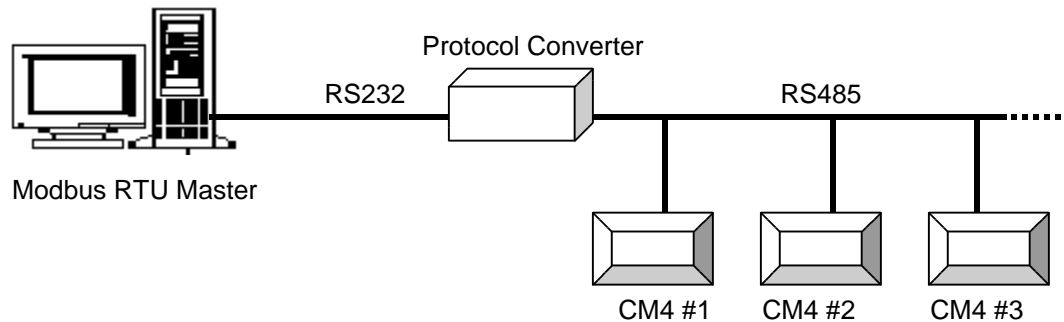 Protocol Converter
RS232
RS485
Modbus RTU Master
CM4 #1
CM4 #2
CM4 #3